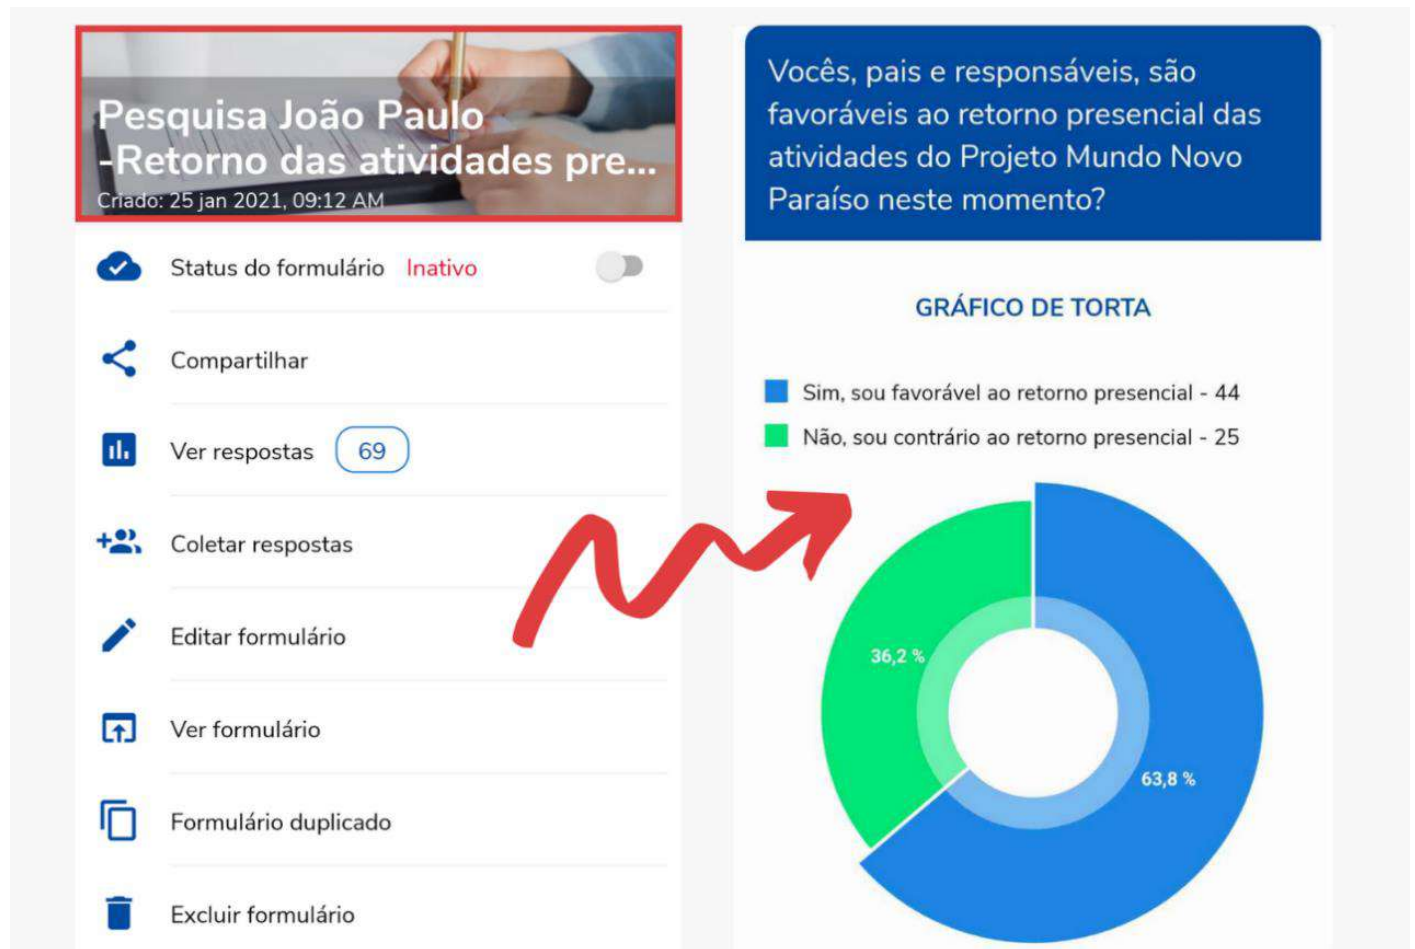 Pesquisa João Paulo
-Retorno das atividades pre...
Criado: 25 jan 2021, 09:12 AM
Status do formulário Inativo
Compartilhar
Ver respostas 69
Coletar respostas
Editar formulário
Ver formulário
Formulário duplicado
Excluir formulário
Vocês, pais e responsáveis, são
favoráveis ao retorno presencial das
atividades do Projeto Mundo Novo
Paraíso neste momento?
GRÁFICO DE TORTA
Sim, sou favorável ao retorno presencial - 44
Não, sou contrário ao retorno presencial - 25
36,2 %
63,8 %